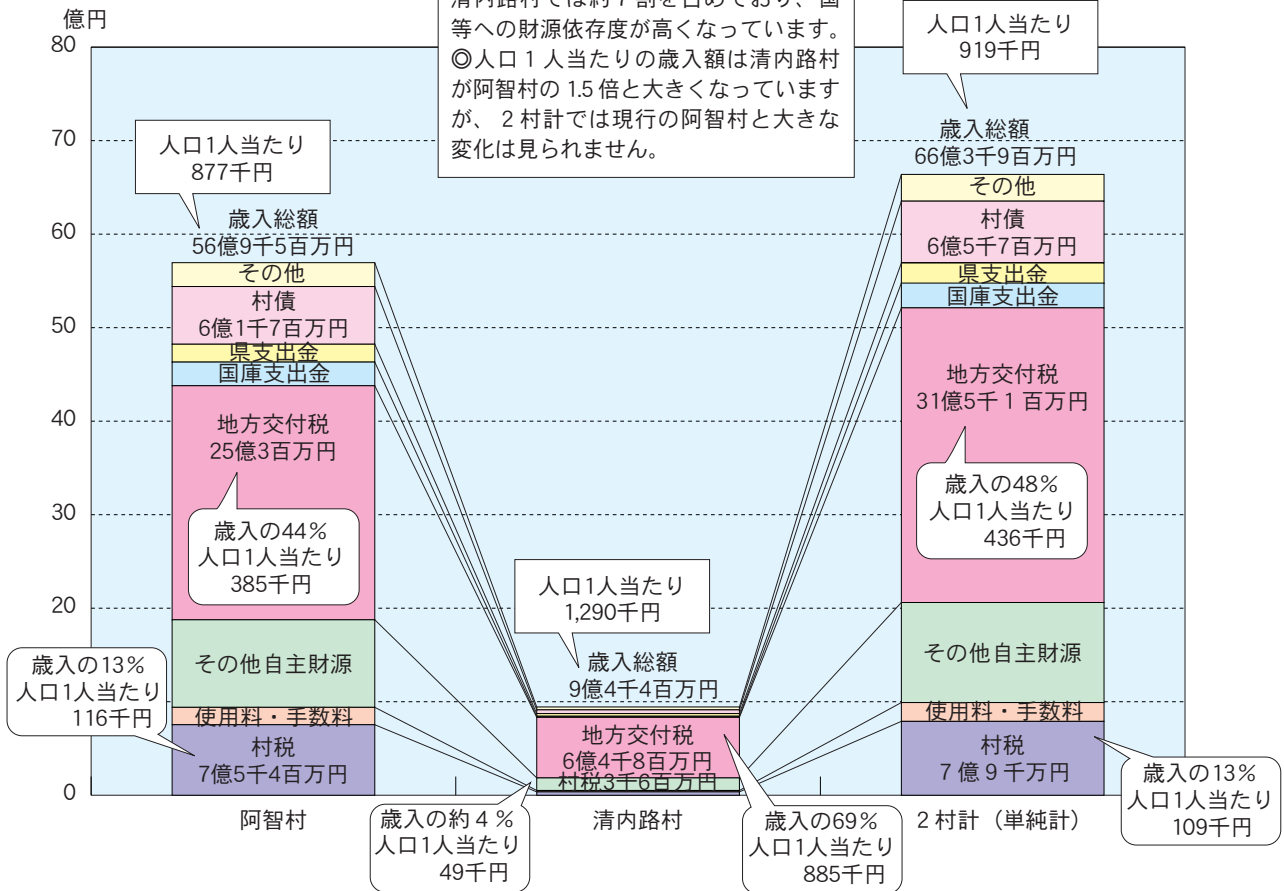 清内路村では約7割を占めており、国
等への財源依存度が高くなっています。
◎人口1人当たりの歳入額は清内路村
が阿智村の1.5倍と大きくなっています
が、2村計では現行の阿智村と大きな
変化は見られません。
億円
80
70
60
50
40
30
20
0
人口1人当たり
877千円
歳入総額
56億9千5百万円
その他
村債
6億1千7百万円
県支出金
国庫支出金
地方交付税
25億3百万円
歳入の44%
人口1人当たり
385千円
その他自主財源
使用料・手数料
村税
7億5千4百万円
歳入の13%
人口1人当たり
116千円
阿智村
人口1人当たり
1,290千円
歳入総額
9億4千4百万円
地方交付税
6億4千8百万円
村税3千6百万円
歳入の約4%
人口1人当たり
49千円
歳入の69%
人口1人当たり
885千円
清内路村
人口1人当たり
919千円
歳入総額
66億3千9百万円
その他
村債
6億5千7百万円
県支出金
国庫支出金
地方交付税
31億5千1百万円
歳入の48%
人口1人当たり
436千円
その他自主財源
使用料・手数料
村税
7億9千万円
歳入の13%
人口1人当たり
109千円
2村計（単純計）